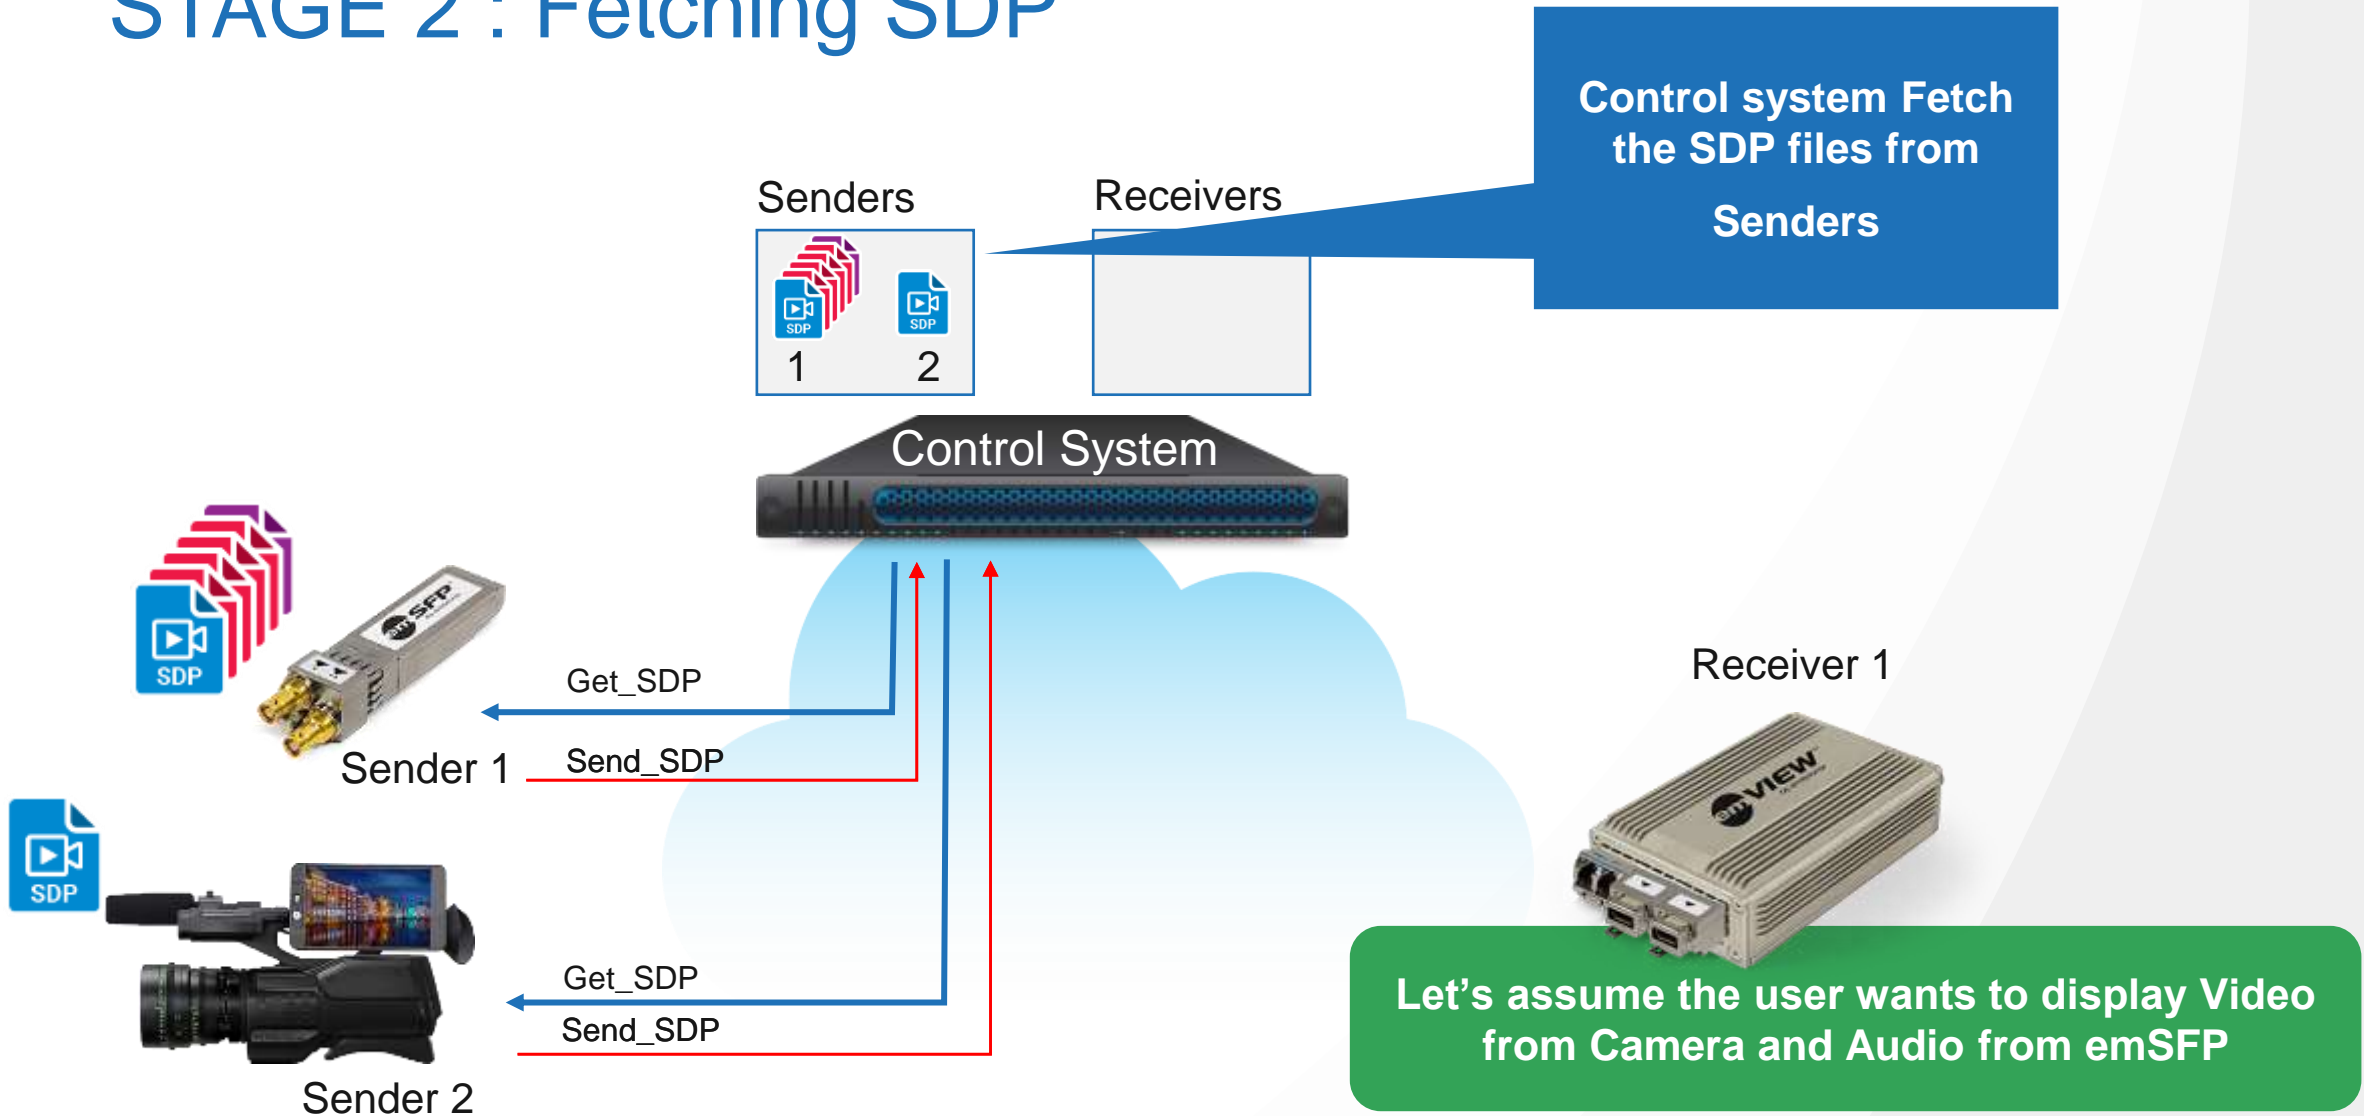 STAGE 2 : Fetching SDP
Control system Fetch
the SDP files from
Senders
Senders
Receivers
SDP
SDP
1
2
Control System
SDP
SFP
Get_SDP
Send_SDP
Sender 1
Receiver 1
VIEW
SDP
Get_SDP
Send_SDP
Sender 2
Let’s assume the user wants to display Video
from Camera and Audio from emSFP